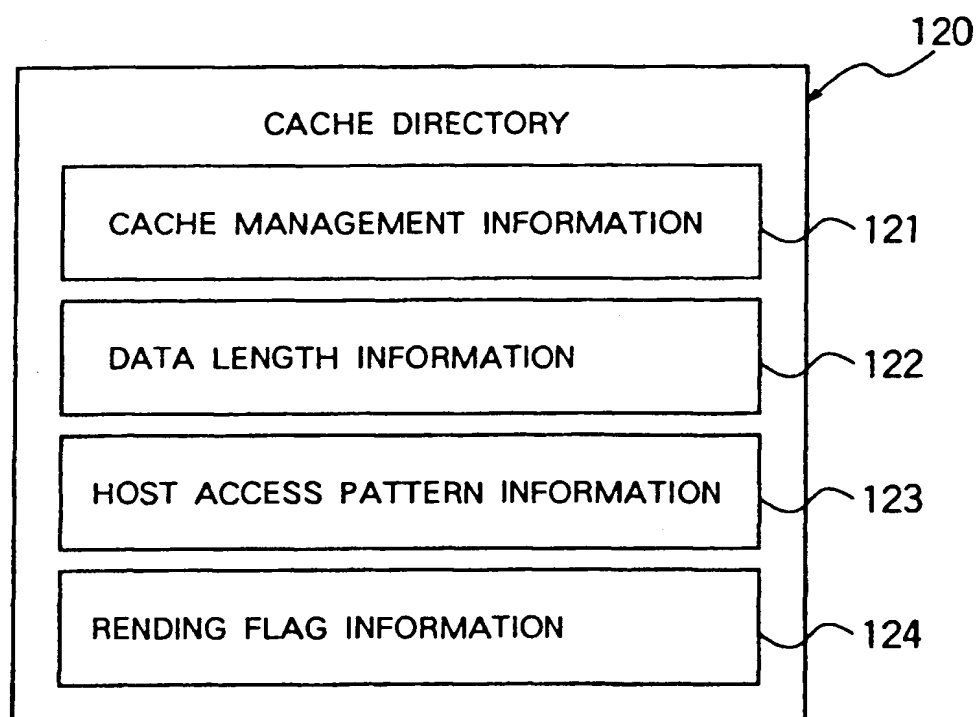 120
CACHE DIRECTORY
CACHE MANAGEMENT INFORMATION
121
DATA LENGTH INFORMATION
122
HOST ACCESS PATTERN INFORMATION
123
RENDING FLAG INFORMATION
124